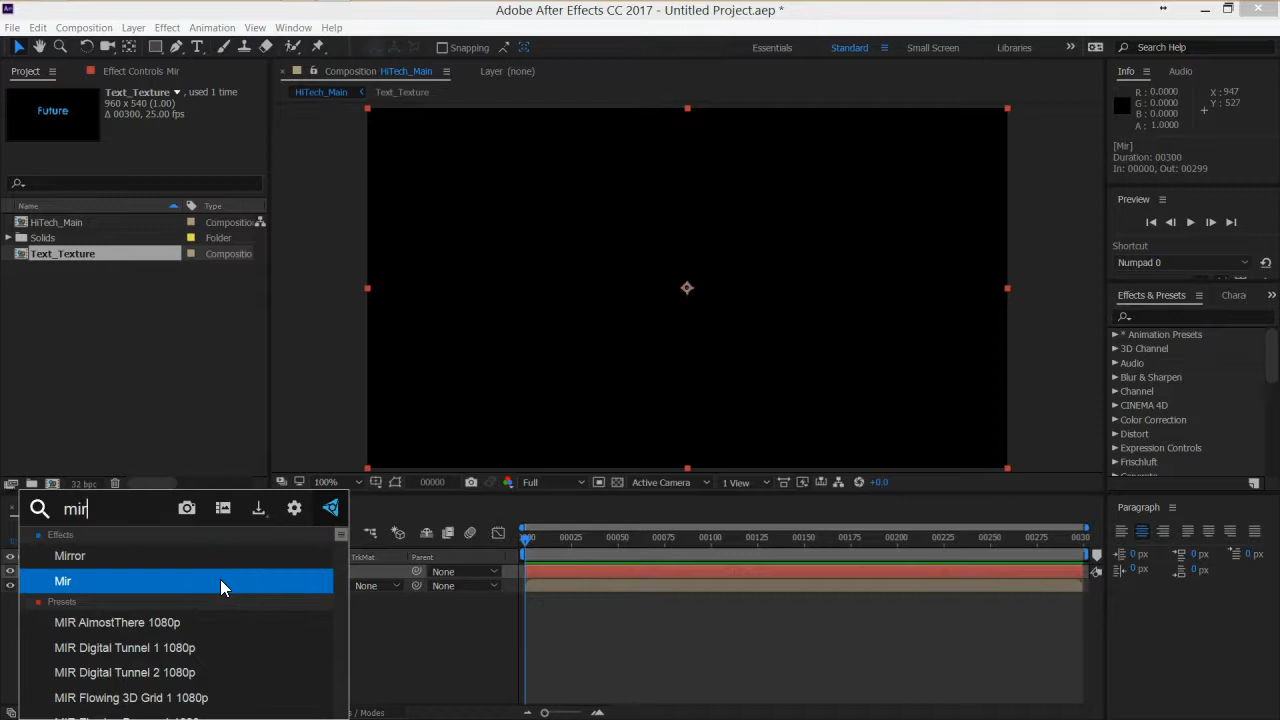 Adobe After Effects CC 2017 - Untitled Project.aep *
File Edit Composition Layer Effect Animation View Window Help
Snapping Essentials Standard Small Screen Libraries Search Help
Project Effect Controls Mir
Composition HiTech_Main Layer (none)
Info Audio
HiTech_Main Text_Texture
Text_Texture , used 1 time
960 x 540 (1.00)
Δ 00300, 25.00 fps
Future
R : 0.0000
G : 0.0000
B : 0.0000
A : 1.0000
X : 947
Y : 527
[Mir]
Duration: 00300
In: 00000, Out: 00299
Preview
Shortcut
Numpad 0
Name Type
HiTech_Main Compositio
Solids Folder
Text_Texture Compositio
Effects & Presets Chara
* Animation Presets
3D Channel
Audio
Blur & Sharpen
Channel
CINEMA 4D
Color Correction
Distort
Expression Controls
Frischluft
32 bpc
100% 00000 Full Active Camera 1 View +0.0
mir
Effects
Mirror
Mir
Presets
MIR AlmostThere 1080p
MIR Digital Tunnel 1 1080p
MIR Digital Tunnel 2 1080p
MIR Flowing 3D Grid 1 1080p
00025 00050 00075 00100 00125 00150 00175 00200 00225 00250 00275 0030
TrkMat Parent
None
None None
/ Modes
Paragraph
0 px 0 px 0 px
0 px 0 px